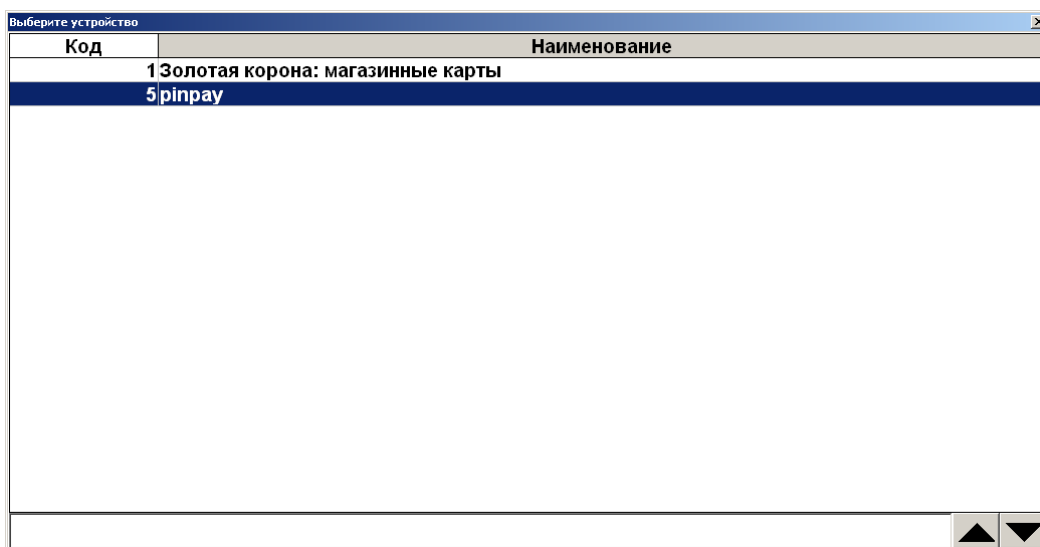 Выберите устройство
Код Наименование
1 Золотая корона: магазинные карты
5 pinpay